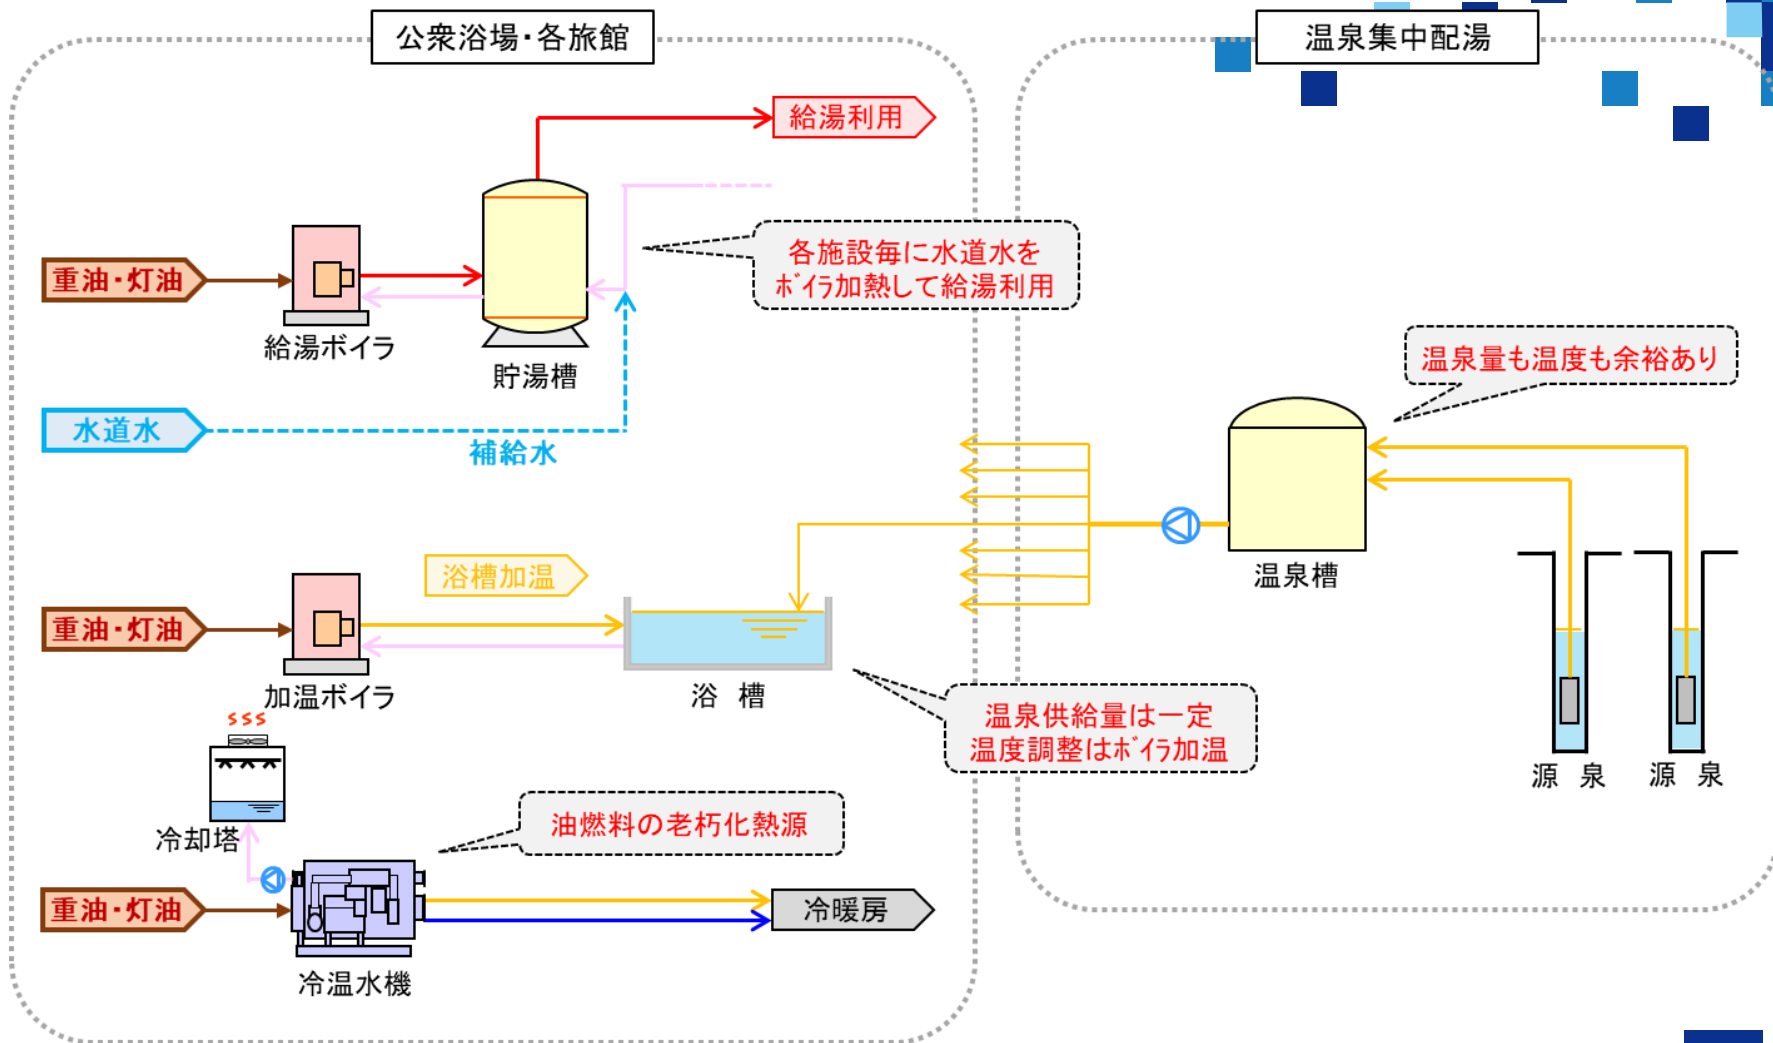 公衆浴場・各旅館
温泉集中配湯
給湯利用
各施設毎に水道水を
ﾎﾞｲﾗ加熱して給湯利用
重油・灯油
給湯ボイラ
貯湯槽
温泉量も温度も余裕あり
水道水
補給水
浴槽加温
温泉槽
重油・灯油
加温ボイラ
浴 槽
温泉供給量は一定
温度調整はﾎﾞｲﾗ加温
源 泉
源 泉
冷却塔
油燃料の老朽化熱源
重油・灯油
冷暖房
冷温水機